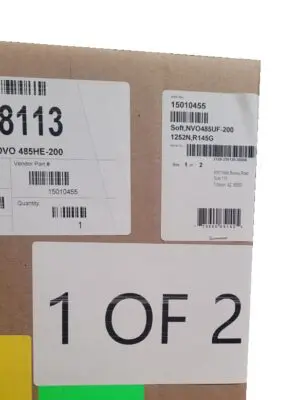 8113
OVO 485HE-200
Vendor Part #
15010455
Quantity
1
15010455
Soft,NVO485UF-200
1252N,R145G
Box 1 of 2
1 OF 2